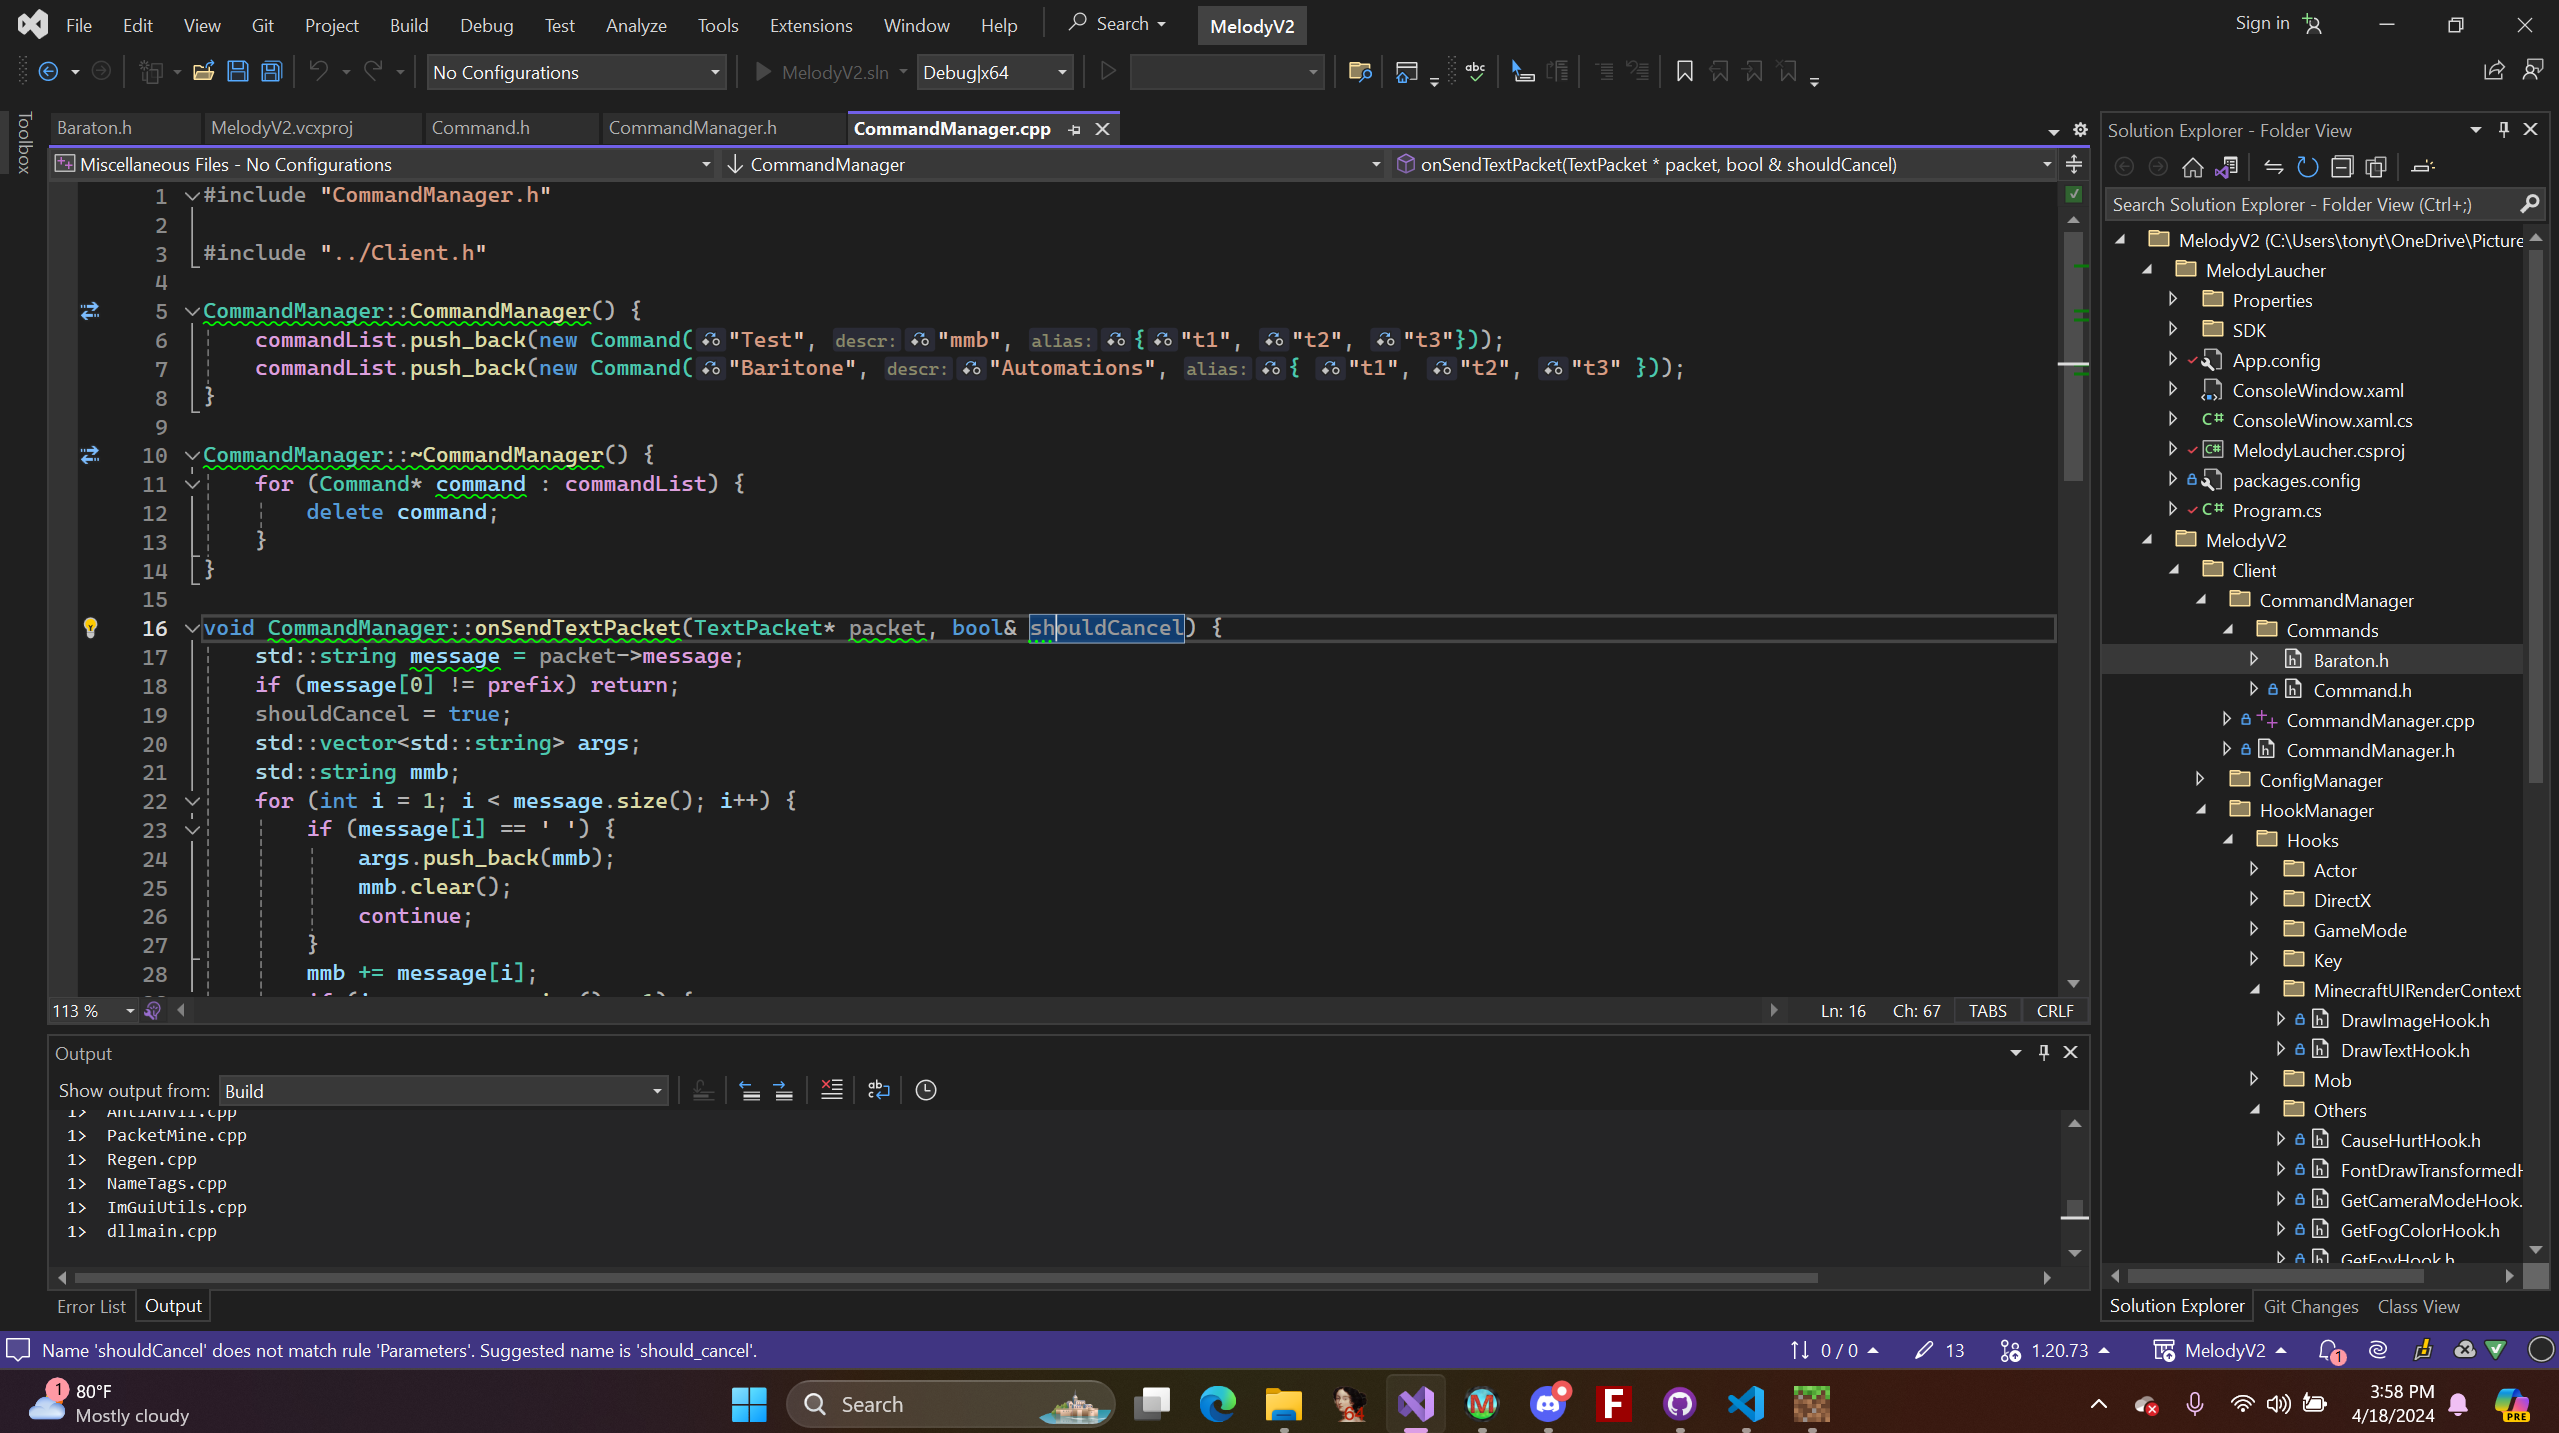 File Edit View Git Project Build Debug Test Analyze Tools Extensions Window Help Search MelodyV2 Sign in
No Configurations MelodyV2.sln Debug|x64
Toolbox
Baraton.h MelodyV2.vcxproj Command.h CommandManager.h CommandManager.cpp
Miscellaneous Files - No Configurations CommandManager onSendTextPacket(TextPacket * packet, bool & shouldCancel)
1 #include "CommandManager.h"
2
3 #include "../Client.h"
4
5 CommandManager::CommandManager() {
6 commandList.push_back(new Command("Test", descr: "mmb", alias: {"t1", "t2", "t3"}));
7 commandList.push_back(new Command("Baritone", descr: "Automations", alias: { "t1", "t2", "t3" }));
8 }
9
10 CommandManager::~CommandManager() {
11 for (Command* command : commandList) {
12 delete command;
13 }
14 }
15
16 void CommandManager::onSendTextPacket(TextPacket* packet, bool& shouldCancel) {
17 std::string message = packet->message;
18 if (message[0] != prefix) return;
19 shouldCancel = true;
20 std::vector<std::string> args;
21 std::string mmb;
22 for (int i = 1; i < message.size(); i++) {
23 if (message[i] == ' ') {
24 args.push_back(mmb);
25 mmb.clear();
26 continue;
27 }
28 mmb += message[i];
113 % Ln: 16 Ch: 67 TABS CRLF
Output
Show output from: Build
1> AntiAnvil.cpp
1> PacketMine.cpp
1> Regen.cpp
1> NameTags.cpp
1> ImGuiUtils.cpp
1> dllmain.cpp
Error List Output
Solution Explorer - Folder View
Search Solution Explorer - Folder View (Ctrl+;)
MelodyV2 (C:\Users\tonyt\OneDrive\Picture
MelodyLaucher
Properties
SDK
App.config
ConsoleWindow.xaml
C# ConsoleWinow.xaml.cs
C# MelodyLaucher.csproj
packages.config
C# Program.cs
MelodyV2
Client
CommandManager
Commands
Baraton.h
Command.h
CommandManager.cpp
CommandManager.h
ConfigManager
HookManager
Hooks
Actor
DirectX
GameMode
Key
MinecraftUIRenderContext
DrawImageHook.h
DrawTextHook.h
Mob
Others
CauseHurtHook.h
FontDrawTransformedH
GetCameraModeHook.
GetFogColorHook.h
GetFovHook.h
Solution Explorer Git Changes Class View
Name 'shouldCancel' does not match rule 'Parameters'. Suggested name is 'should_cancel'. 0 / 0 13 1.20.73 MelodyV2 1
1 80°F
Mostly cloudy
Search
64
M
F
3:58 PM
4/18/2024
PRE